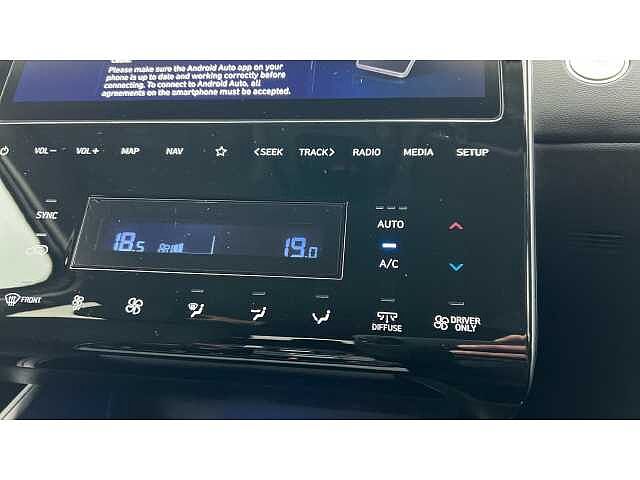 Please make sure the Android Auto app on your
phone is up to date and working correctly before
connecting. To connect to Android Auto, all
agreements on the smartphone must be accepted.
VOL− VOL+ MAP NAV <SEEK TRACK> RADIO MEDIA SETUP
SYNC
AUTO
18.5 19.0
A/C
FRONT
DIFFUSE
DRIVER
ONLY